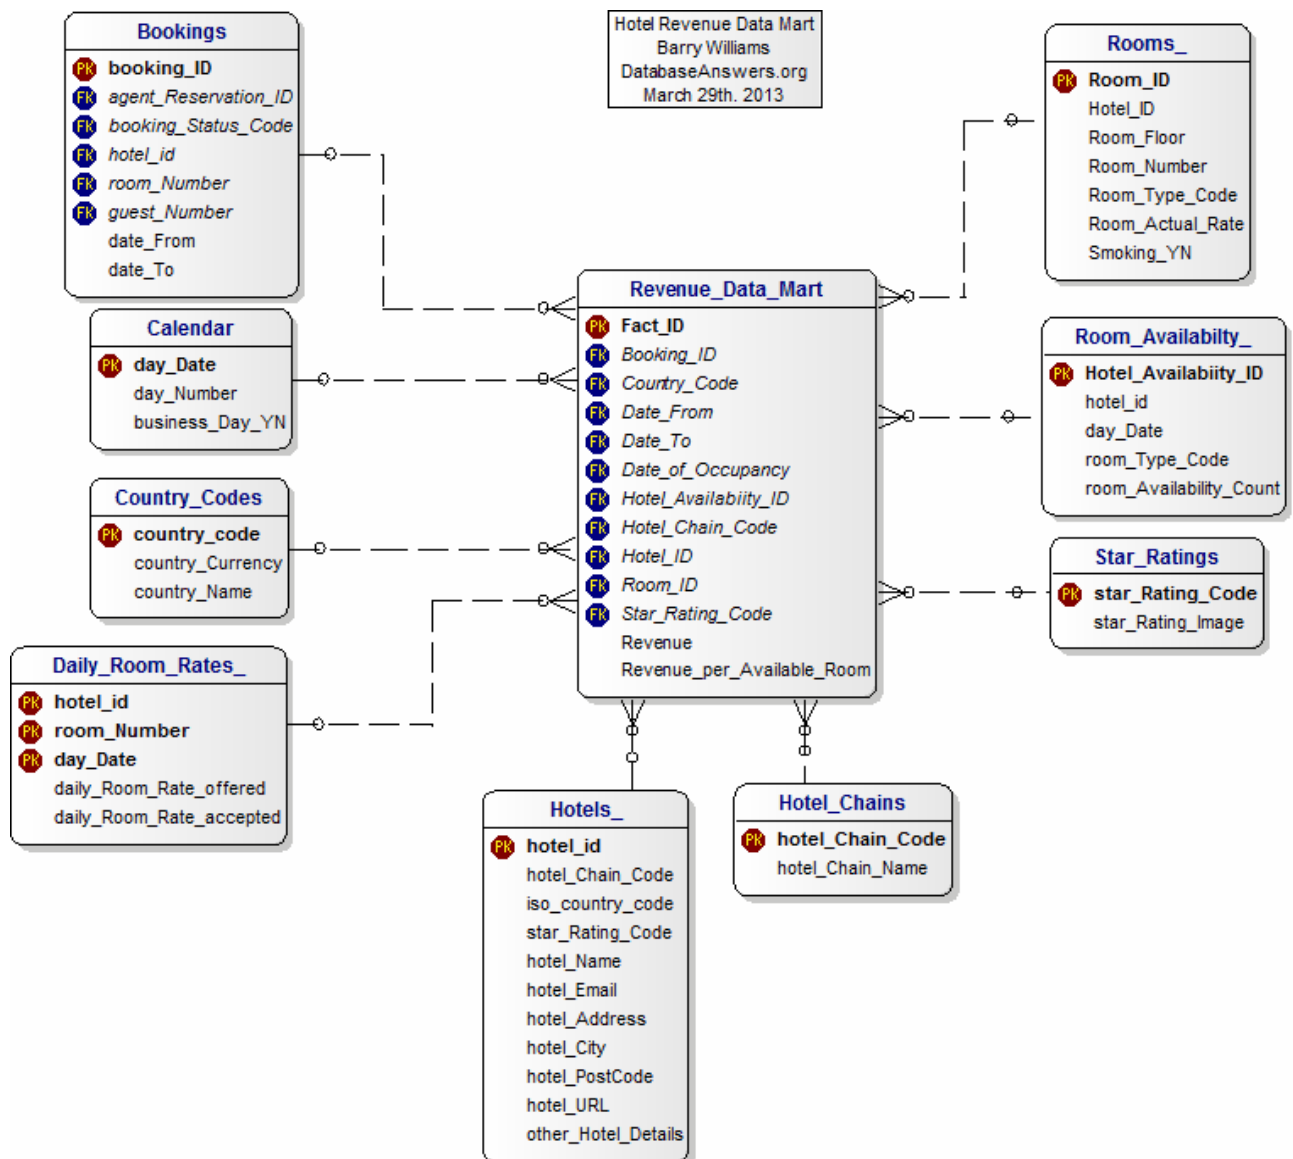 Bookings
PK booking_ID
FK agent_Reservation_ID
FK booking_Status_Code
FK hotel_id
FK room_Number
FK guest_Number
date_From
date_To
Hotel Revenue Data Mart
Barry Williams
DatabaseAnswers.org
March 29th. 2013
Rooms_
PK Room_ID
Hotel_ID
Room_Floor
Room_Number
Room_Type_Code
Room_Actual_Rate
Smoking_YN
Calendar
PK day_Date
day_Number
business_Day_YN
Revenue_Data_Mart
PK Fact_ID
FK Booking_ID
FK Country_Code
FK Date_From
FK Date_To
FK Date_of_Occupancy
FK Hotel_Availabiity_ID
FK Hotel_Chain_Code
FK Hotel_ID
FK Room_ID
FK Star_Rating_Code
Revenue
Revenue_per_Available_Room
Room_Availabilty_
PK Hotel_Availabiity_ID
hotel_id
day_Date
room_Type_Code
room_Availability_Count
Country_Codes
PK country_code
country_Currency
country_Name
Star_Ratings
PK star_Rating_Code
star_Rating_Image
Daily_Room_Rates_
PK hotel_id
PK room_Number
PK day_Date
daily_Room_Rate_offered
daily_Room_Rate_accepted
Hotels_
PK hotel_id
hotel_Chain_Code
iso_country_code
star_Rating_Code
hotel_Name
hotel_Email
hotel_Address
hotel_City
hotel_PostCode
hotel_URL
other_Hotel_Details
Hotel_Chains
PK hotel_Chain_Code
hotel_Chain_Name